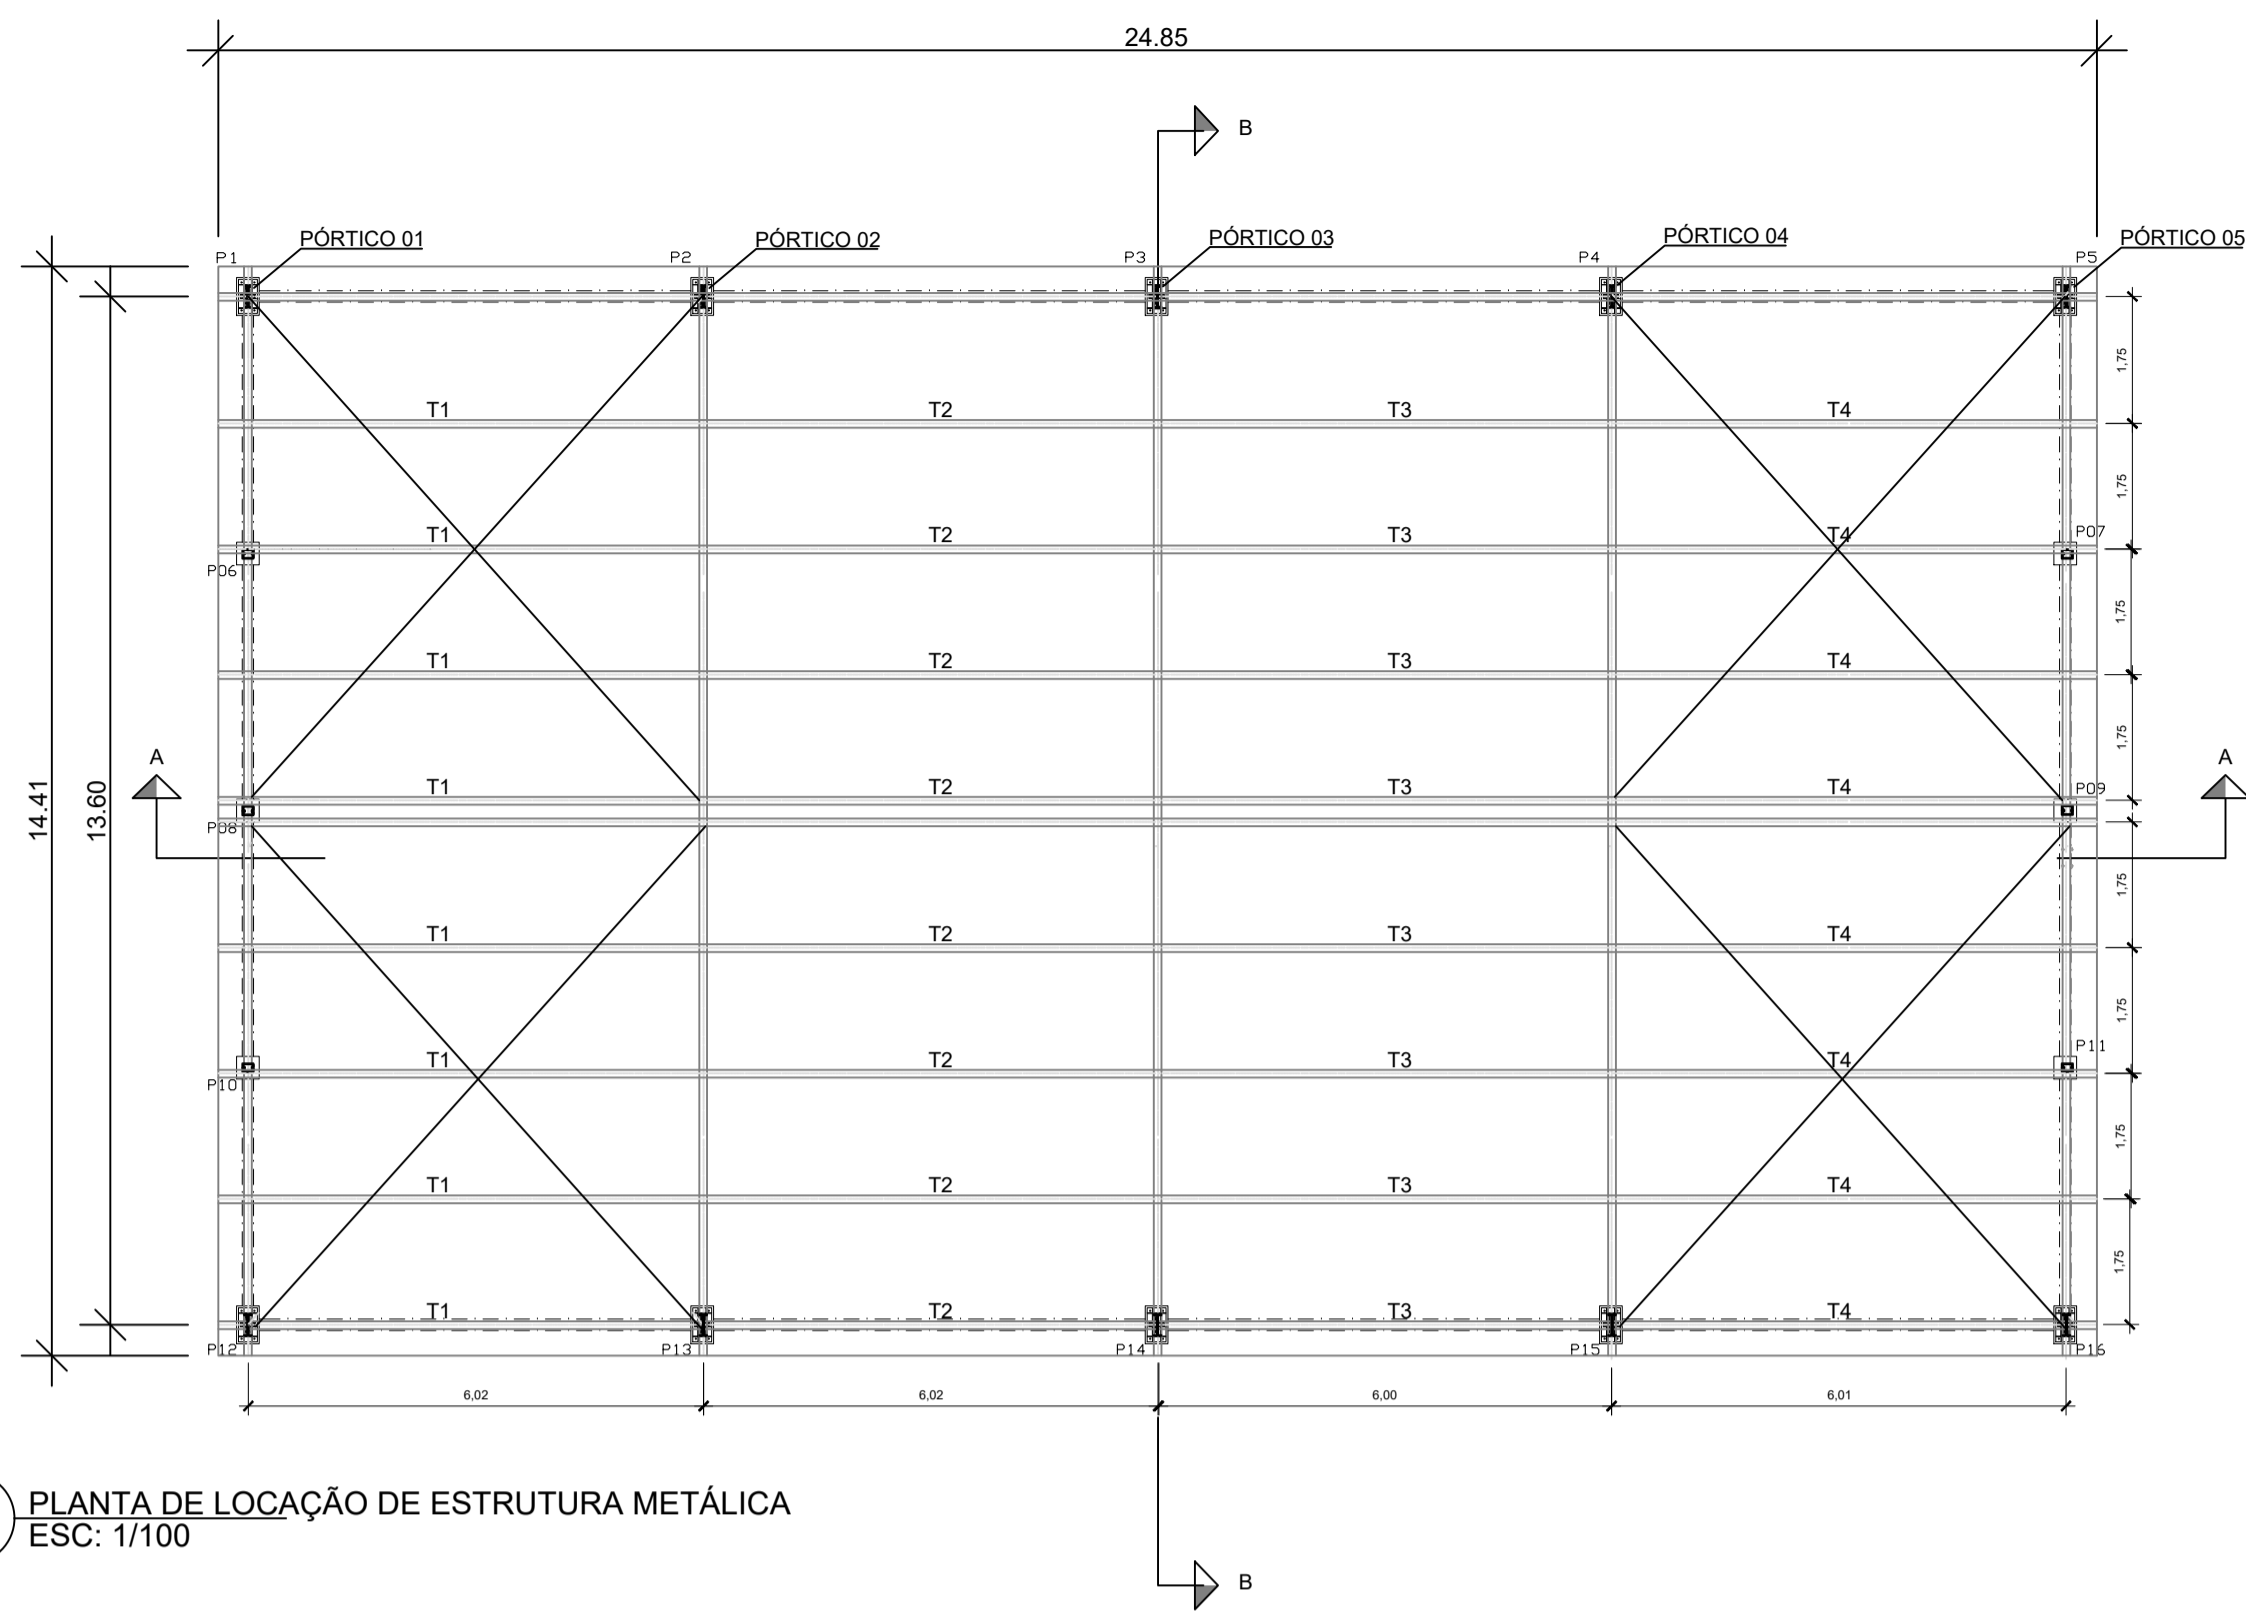 24.85
B
PÓRTICO 01
PÓRTICO 02
PÓRTICO 03
PÓRTICO 04
PÓRTICO 05
P1
P2
P3
P4
P5
1,75
T1 T2 T3 T4
1,75
T1 T2 T3 T4
P07
P06
1,75
T1 T2 T3 T4
1,75
A
A
T1 T2 T3 T4
P09
14.41
13.60
P08
1,75
T1 T2 T3 T4
1,75
P11
T1 T2 T3 T4
P10
1,75
T1 T2 T3 T4
1,75
T1 T2 T3 T4
P12
P13
P14
P15
P16
6,02
6,02
6,00
6,01
PLANTA DE LOCAÇÃO DE ESTRUTURA METÁLICA
ESC: 1/100
B